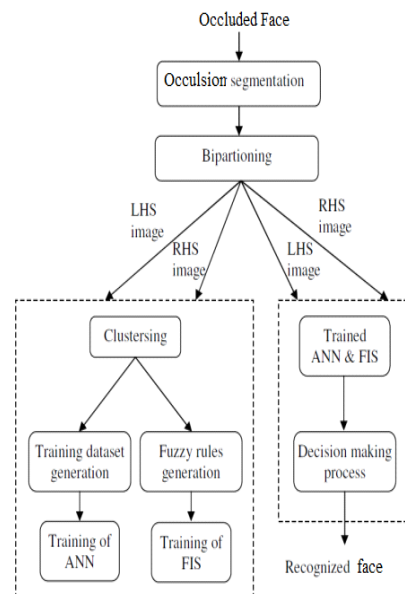 Occluded Face
Occulsion segmentation
Bipartioning
LHS
image
RHS
image
LHS
image
RHS
image
Clustersing
Training dataset
generation
Fuzzy rules
generation
Training of
ANN
Training of
FIS
Trained
ANN & FIS
Decision making
process
Recognized face